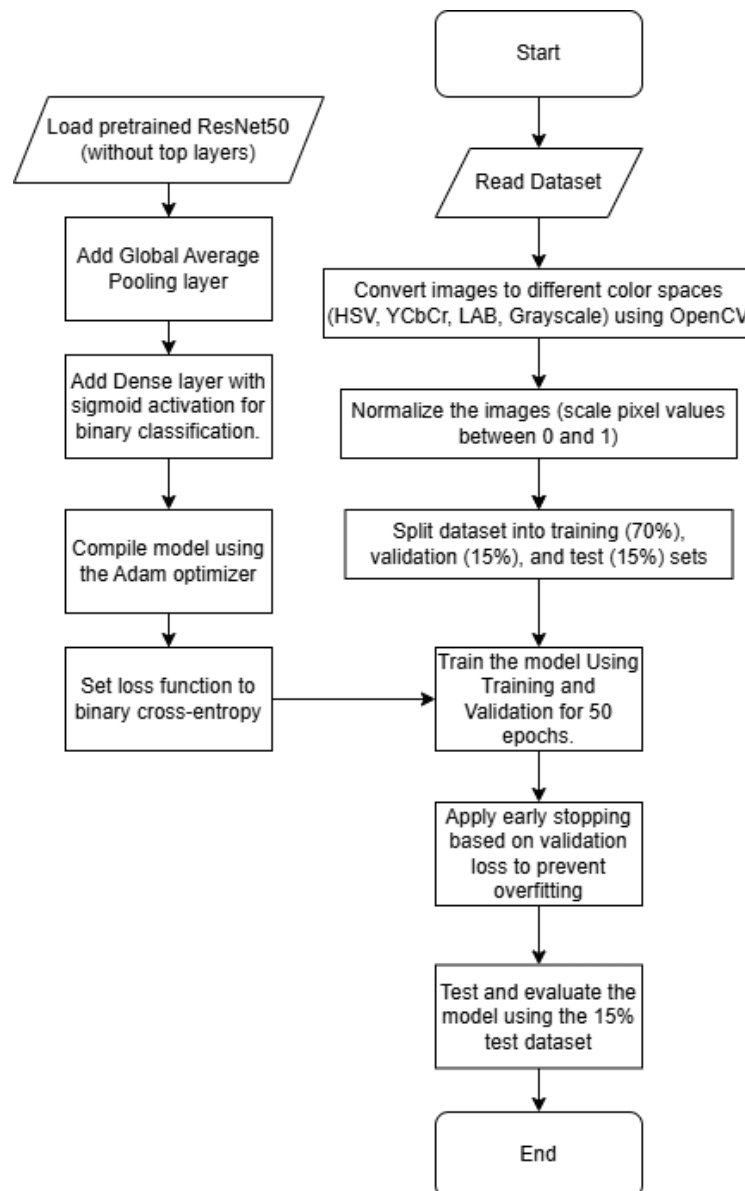 Start
Load pretrained ResNet50
(without top layers)
Read Dataset
Add Global Average
Pooling layer
Convert images to different color spaces
(HSV, YCbCr, LAB, Grayscale) using OpenCV
Add Dense layer with
sigmoid activation for
binary classification.
Normalize the images (scale pixel values
between 0 and 1)
Compile model using
the Adam optimizer
Split dataset into training (70%),
validation (15%), and test (15%) sets
Set loss function to
binary cross-entropy
Train the model Using
Training and
Validation for 50
epochs.
Apply early stopping
based on validation
loss to prevent
overfitting
Test and evaluate the
model using the 15%
test dataset
End